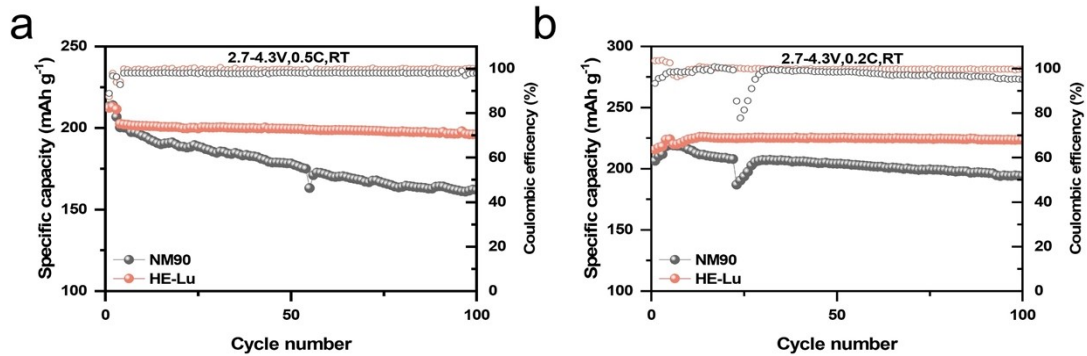 a
2.7-4.3V,0.5C,RT
Specific capacity (mAh g-1)
250
200
150
100
100
80
60
40
20
0
Coulombic efficency (%)
NM90
HE-Lu
0
50
100
Cycle number
b
2.7-4.3V,0.2C,RT
Specific capacity (mAh g-1)
300
250
200
150
100
100
80
60
40
20
0
Coulombic efficency (%)
NM90
HE-Lu
0
50
100
Cycle number